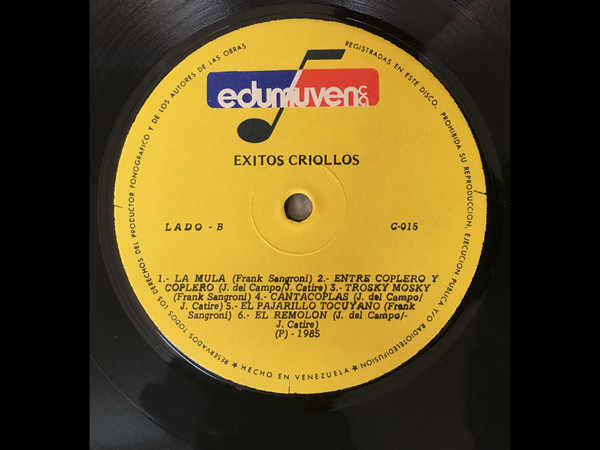 RESERVADOS TODOS LOS DERECHOS DEL PRODUCTOR FONOGRAFICO Y DE LOS AUTORES DE LAS OBRAS REGISTRADAS EN ESTE DISCO. PROHIBIDA SU REPRODUCCION, EJECUCION PUBLICA Y/O RADIOTELEDIFUSION
edumuven ca
EXITOS CRIOLLOS
LADO - B C-015
1.- LA MULA (Frank Sangroni) 2.- ENTRE COPLERO Y
COPLERO (J. del Campo/J. Catire) 3.- TROSKY MOSKY
(Frank Sangroni) 4.- CANTACOPLAS (J. del Campo/
J. Catire) 5.- EL PAJARILLO TOCUYANO (Frank
Sangroni) 6.- EL REMOLON (J. del Campo/-
J. Catire)
(P) - 1985
★ HECHO EN VENEZUELA ★